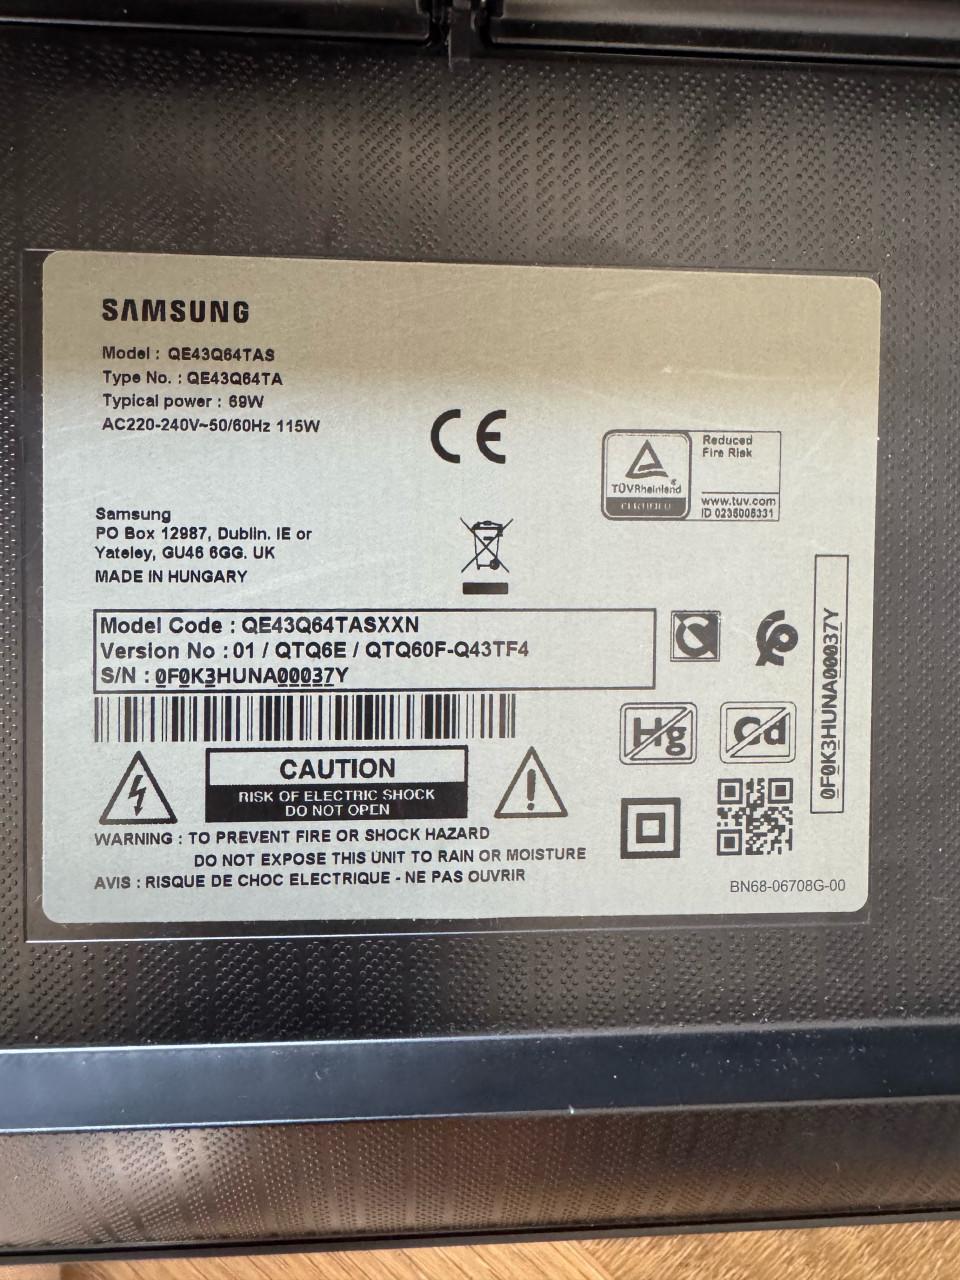 SAMSUNG
Model : QE43Q64TAS
Type No. : QE43Q64TA
Typical power : 69W
AC220-240V~50/60Hz 115W
CE
TÜVRheinland
CERTIFIED
Reduced
Fire Risk
www.tuv.com
ID 0235008331
Samsung
PO Box 12987, Dublin. IE or
Yateley, GU46 6GG. UK
MADE IN HUNGARY
Model Code : QE43Q64TASXXN
Version No : 01 / QTQ6E / QTQ60F-Q43TF4
S/N : 0F0K3HUNA00037Y
0F0K3HUNA00037Y
Hg
Cd
CAUTION
RISK OF ELECTRIC SHOCK
DO NOT OPEN
WARNING : TO PREVENT FIRE OR SHOCK HAZARD
DO NOT EXPOSE THIS UNIT TO RAIN OR MOISTURE
AVIS : RISQUE DE CHOC ELECTRIQUE - NE PAS OUVRIR
BN68-06708G-00